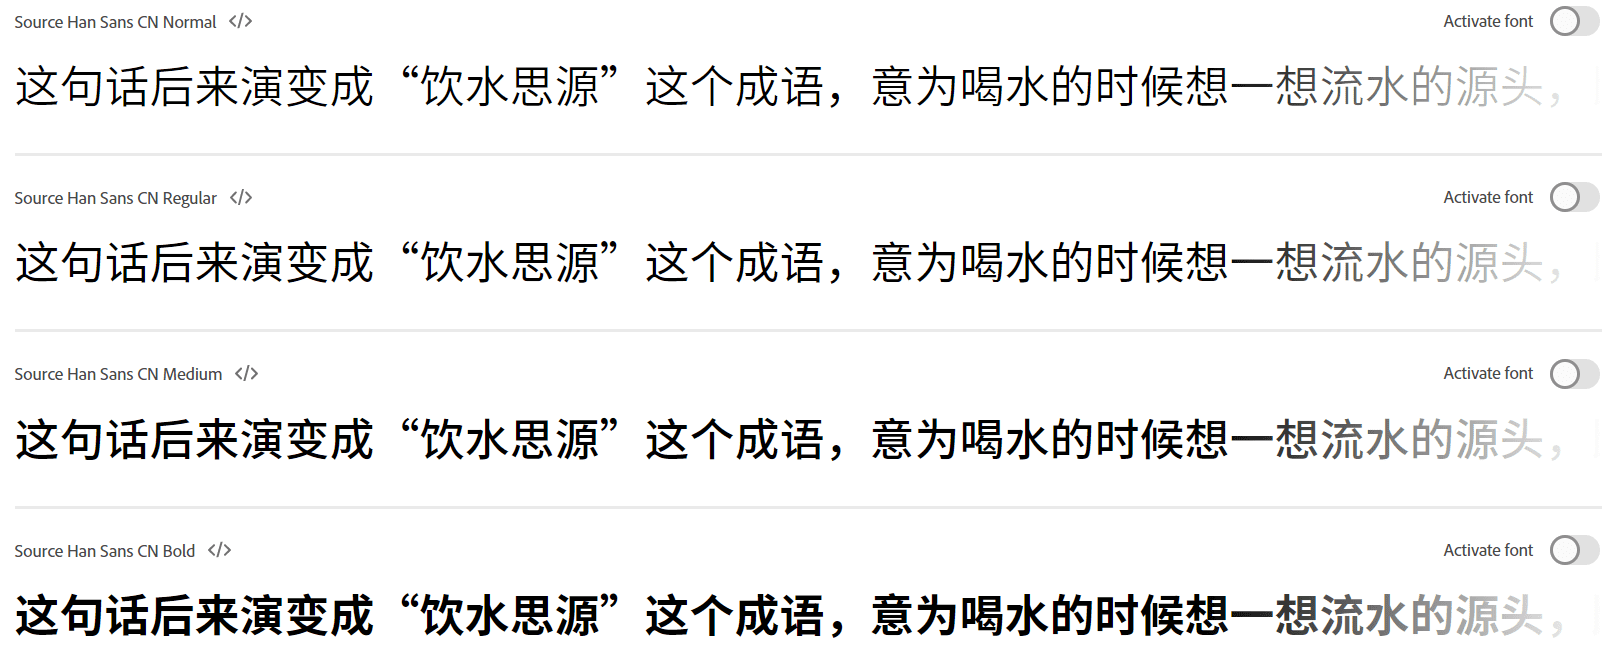 Source Han Sans CN Normal </> Activate font
这句话后来演变成“饮水思源”这个成语，意为喝水的时候想一想流水的源头，
Source Han Sans CN Regular </> Activate font
这句话后来演变成“饮水思源”这个成语，意为喝水的时候想一想流水的源头，
Source Han Sans CN Medium </> Activate font
这句话后来演变成“饮水思源”这个成语，意为喝水的时候想一想流水的源头，
Source Han Sans CN Bold </> Activate font
这句话后来演变成“饮水思源”这个成语，意为喝水的时候想一想流水的源头，